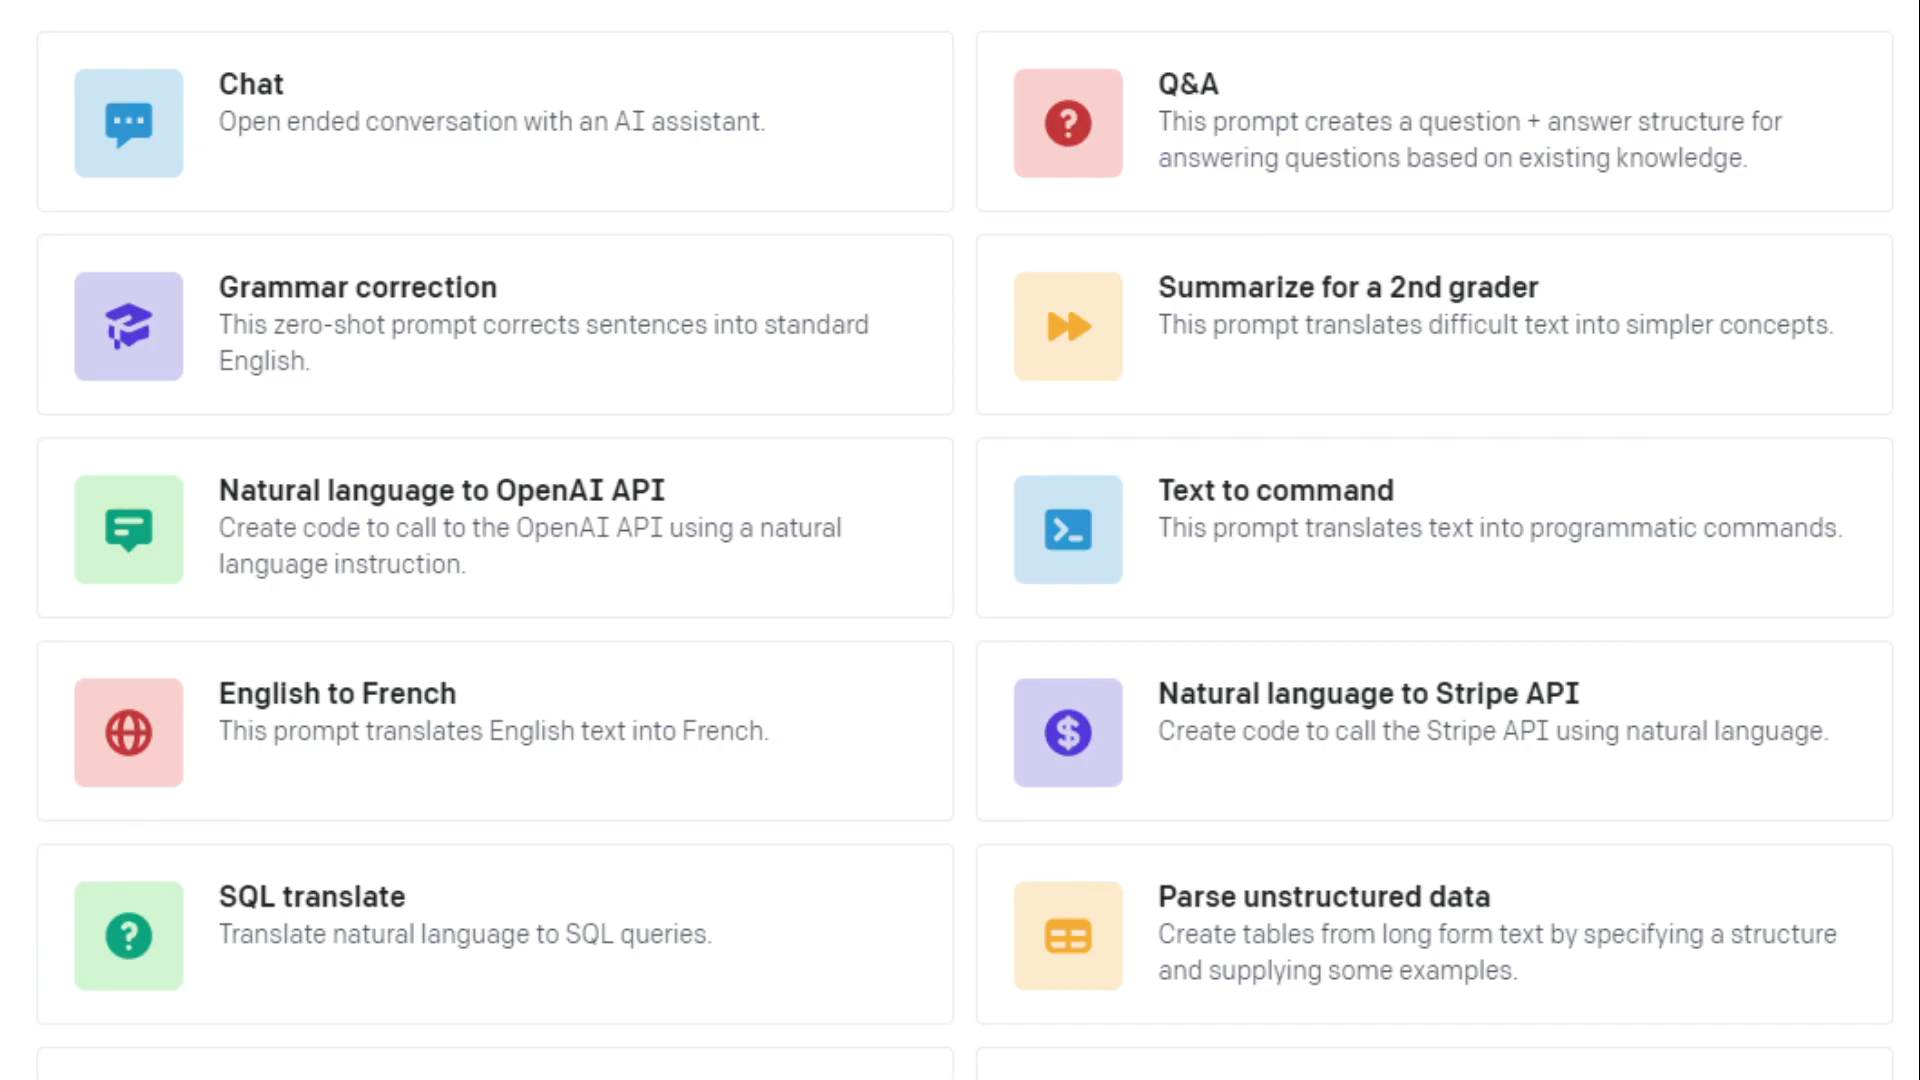 Chat
Open ended conversation with an AI assistant.
Q&A
This prompt creates a question + answer structure for
answering questions based on existing knowledge.
Grammar correction
This zero-shot prompt corrects sentences into standard
English.
Summarize for a 2nd grader
This prompt translates difficult text into simpler concepts.
Natural language to OpenAI API
Create code to call to the OpenAI API using a natural
language instruction.
Text to command
This prompt translates text into programmatic commands.
English to French
This prompt translates English text into French.
Natural language to Stripe API
Create code to call the Stripe API using natural language.
SQL translate
Translate natural language to SQL queries.
Parse unstructured data
Create tables from long form text by specifying a structure
and supplying some examples.